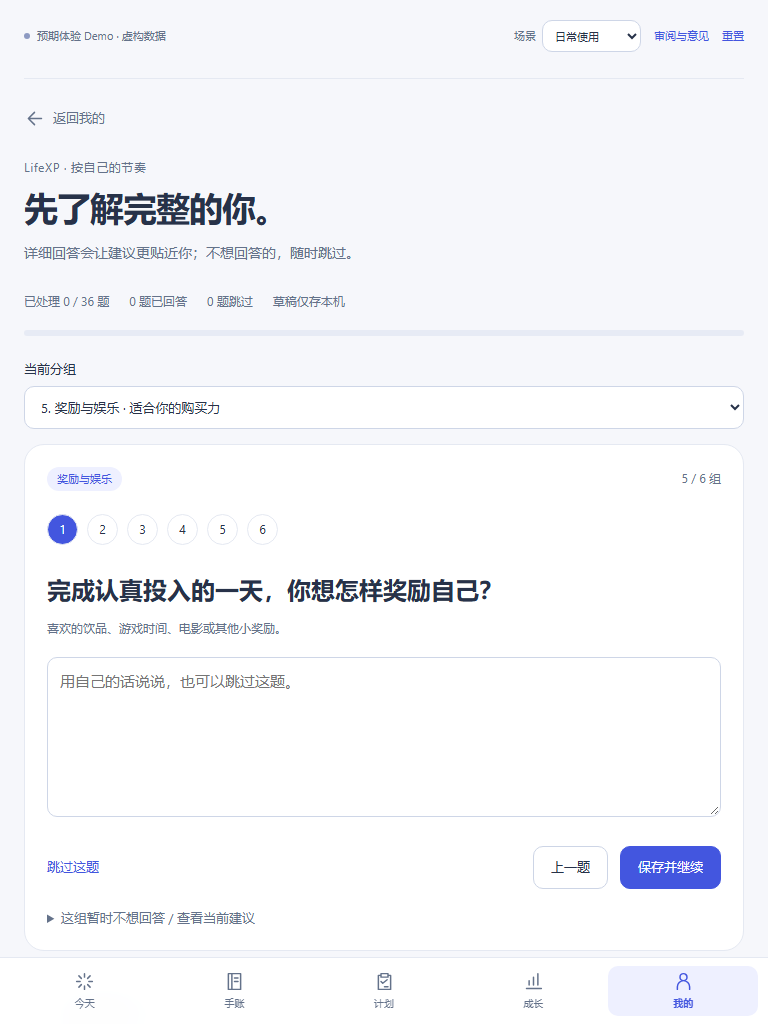 预期体验 Demo · 虚构数据
场景 日常使用 审阅与意见 重置
返回我的
LifeXP · 按自己的节奏
先了解完整的你。
详细回答会让建议更贴近你；不想回答的，随时跳过。
已处理 0 / 36 题 0 题已回答 0 题跳过 草稿仅存本机
当前分组
5. 奖励与娱乐 · 适合你的购买力
奖励与娱乐 5 / 6 组
1 2 3 4 5 6
完成认真投入的一天，你想怎样奖励自己？
喜欢的饮品、游戏时间、电影或其他小奖励。
用自己的话说说，也可以跳过这题。
跳过这题 上一题 保存并继续
这组暂时不想回答 / 查看当前建议
今天 手账 计划 成长 我的